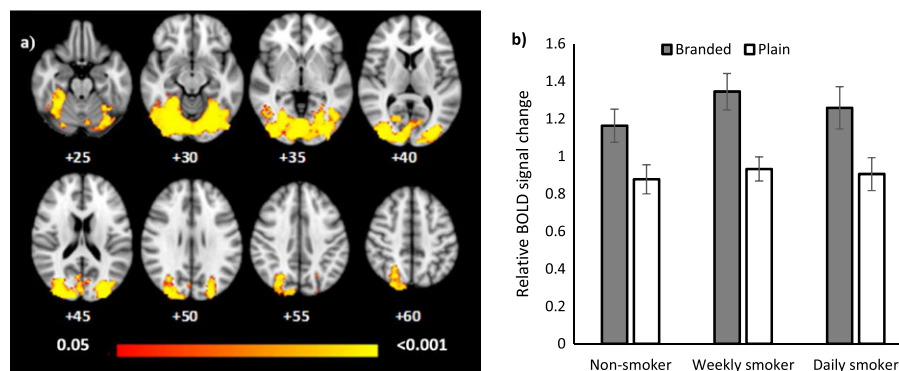 a)
+25 +30 +35 +40
+45 +50 +55 +60
0.05 <0.001
b)
Branded Plain
Relative BOLD signal change
1.6
1.4
1.2
1
0.8
0.6
0.4
0.2
0
Non-smoker Weekly smoker Daily smoker